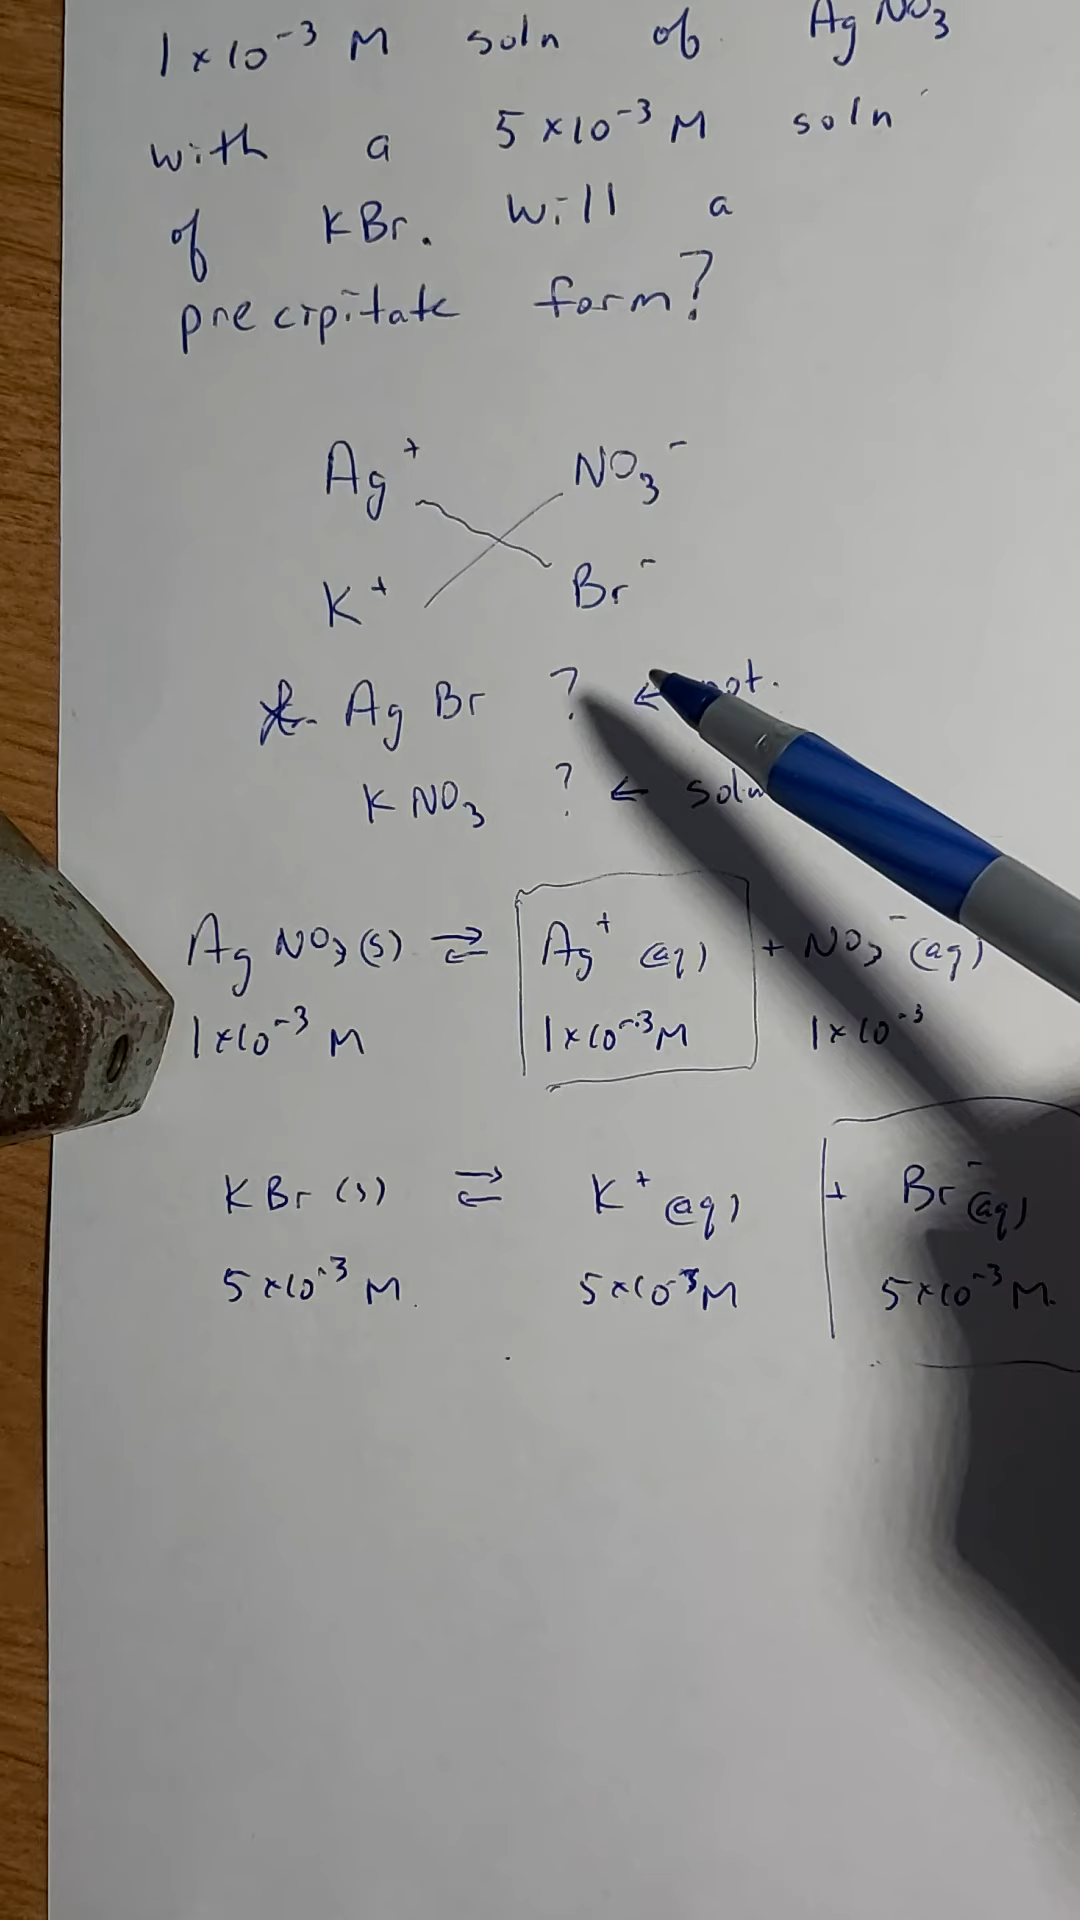 1×10⁻³ M soln of AgNO₃
with a 5×10⁻³ M soln
of KBr. Will a
precipitate form?
Ag⁺ NO₃⁻
K⁺ Br⁻
* AgBr ? ← not.
KNO₃ ? ←
AgNO₃(s) ⇌ Ag⁺(aq) + NO₃⁻(aq)
1×10⁻³ M 1×10⁻³ M 1×10⁻³
KBr(s) ⇌ K⁺(aq) + Br⁻(aq)
5×10⁻³ M. 5×10⁻³ M 5×10⁻³ M.